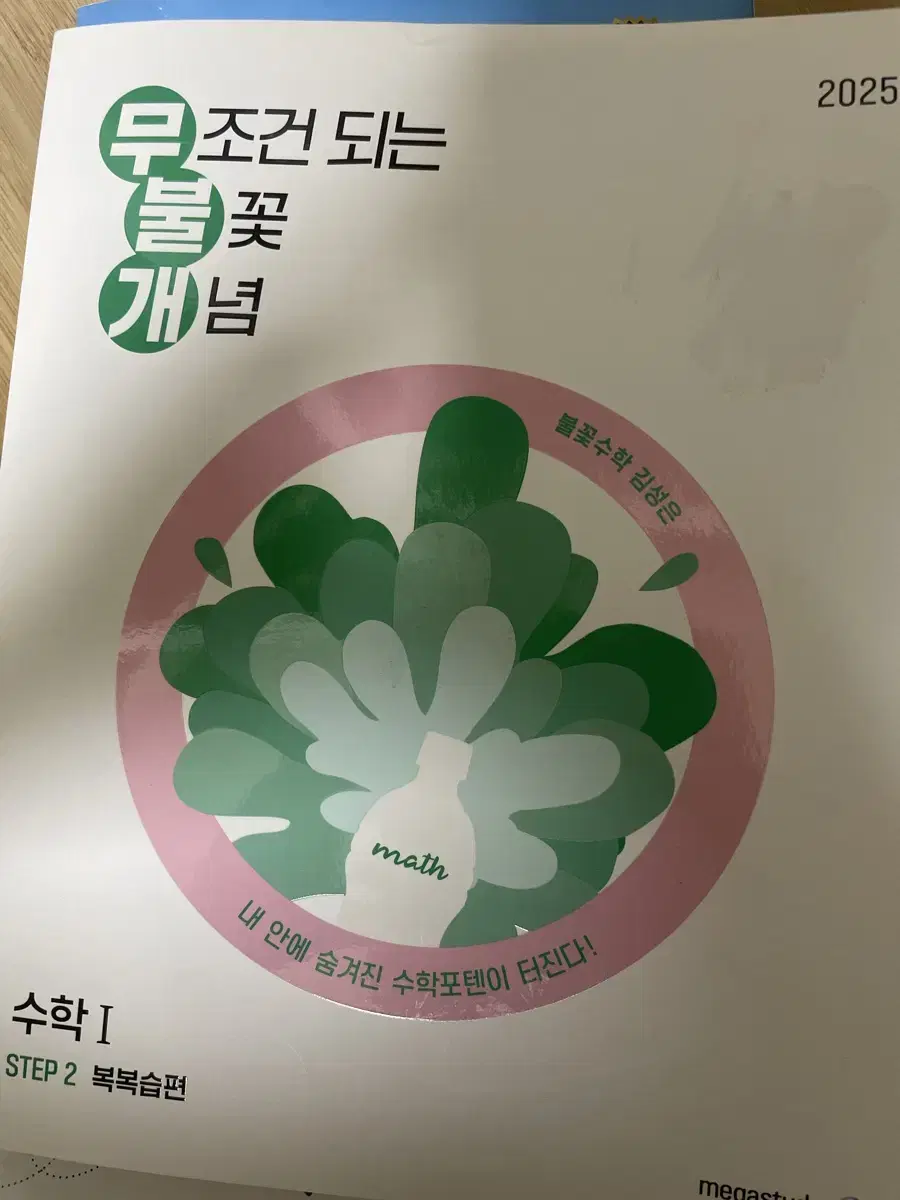 2025
무조건 되는
불꽃
개념
불꽃수학 김성은
math
내 안에 숨겨진 수학포텐이 터진다!
수학 I
STEP 2 복복습편